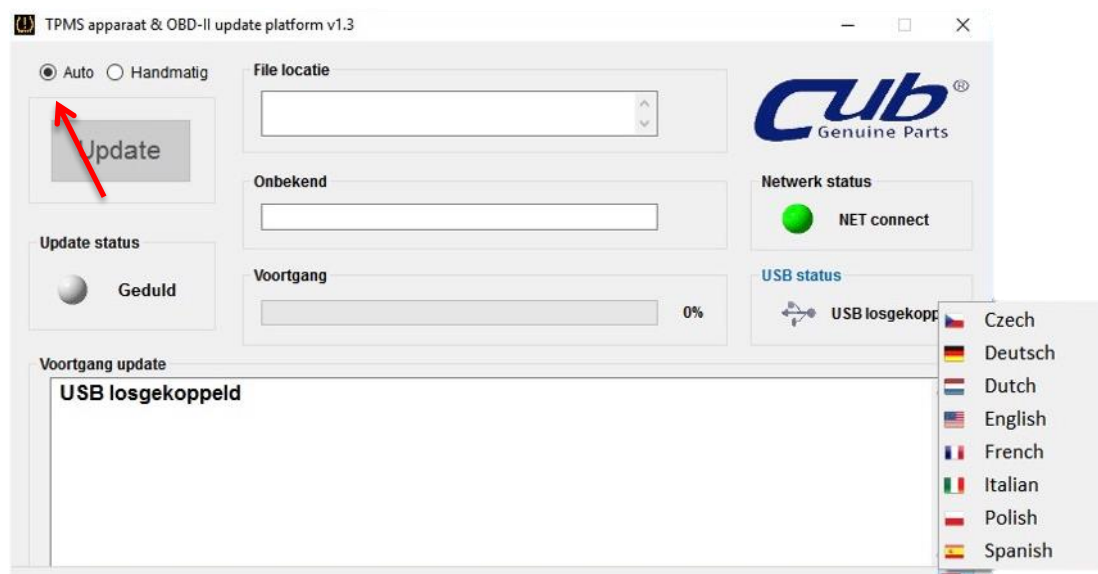 TPMS apparaat & OBD-II update platform v1.3
Auto Handmatig
File locatie
cub®
Genuine Parts
Update
Onbekend
Netwerk status
NET connect
Update status
Geduld
Voortgang
0%
USB status
USB losgekopp
Voortgang update
USB losgekoppeld
Czech
Deutsch
Dutch
English
French
Italian
Polish
Spanish